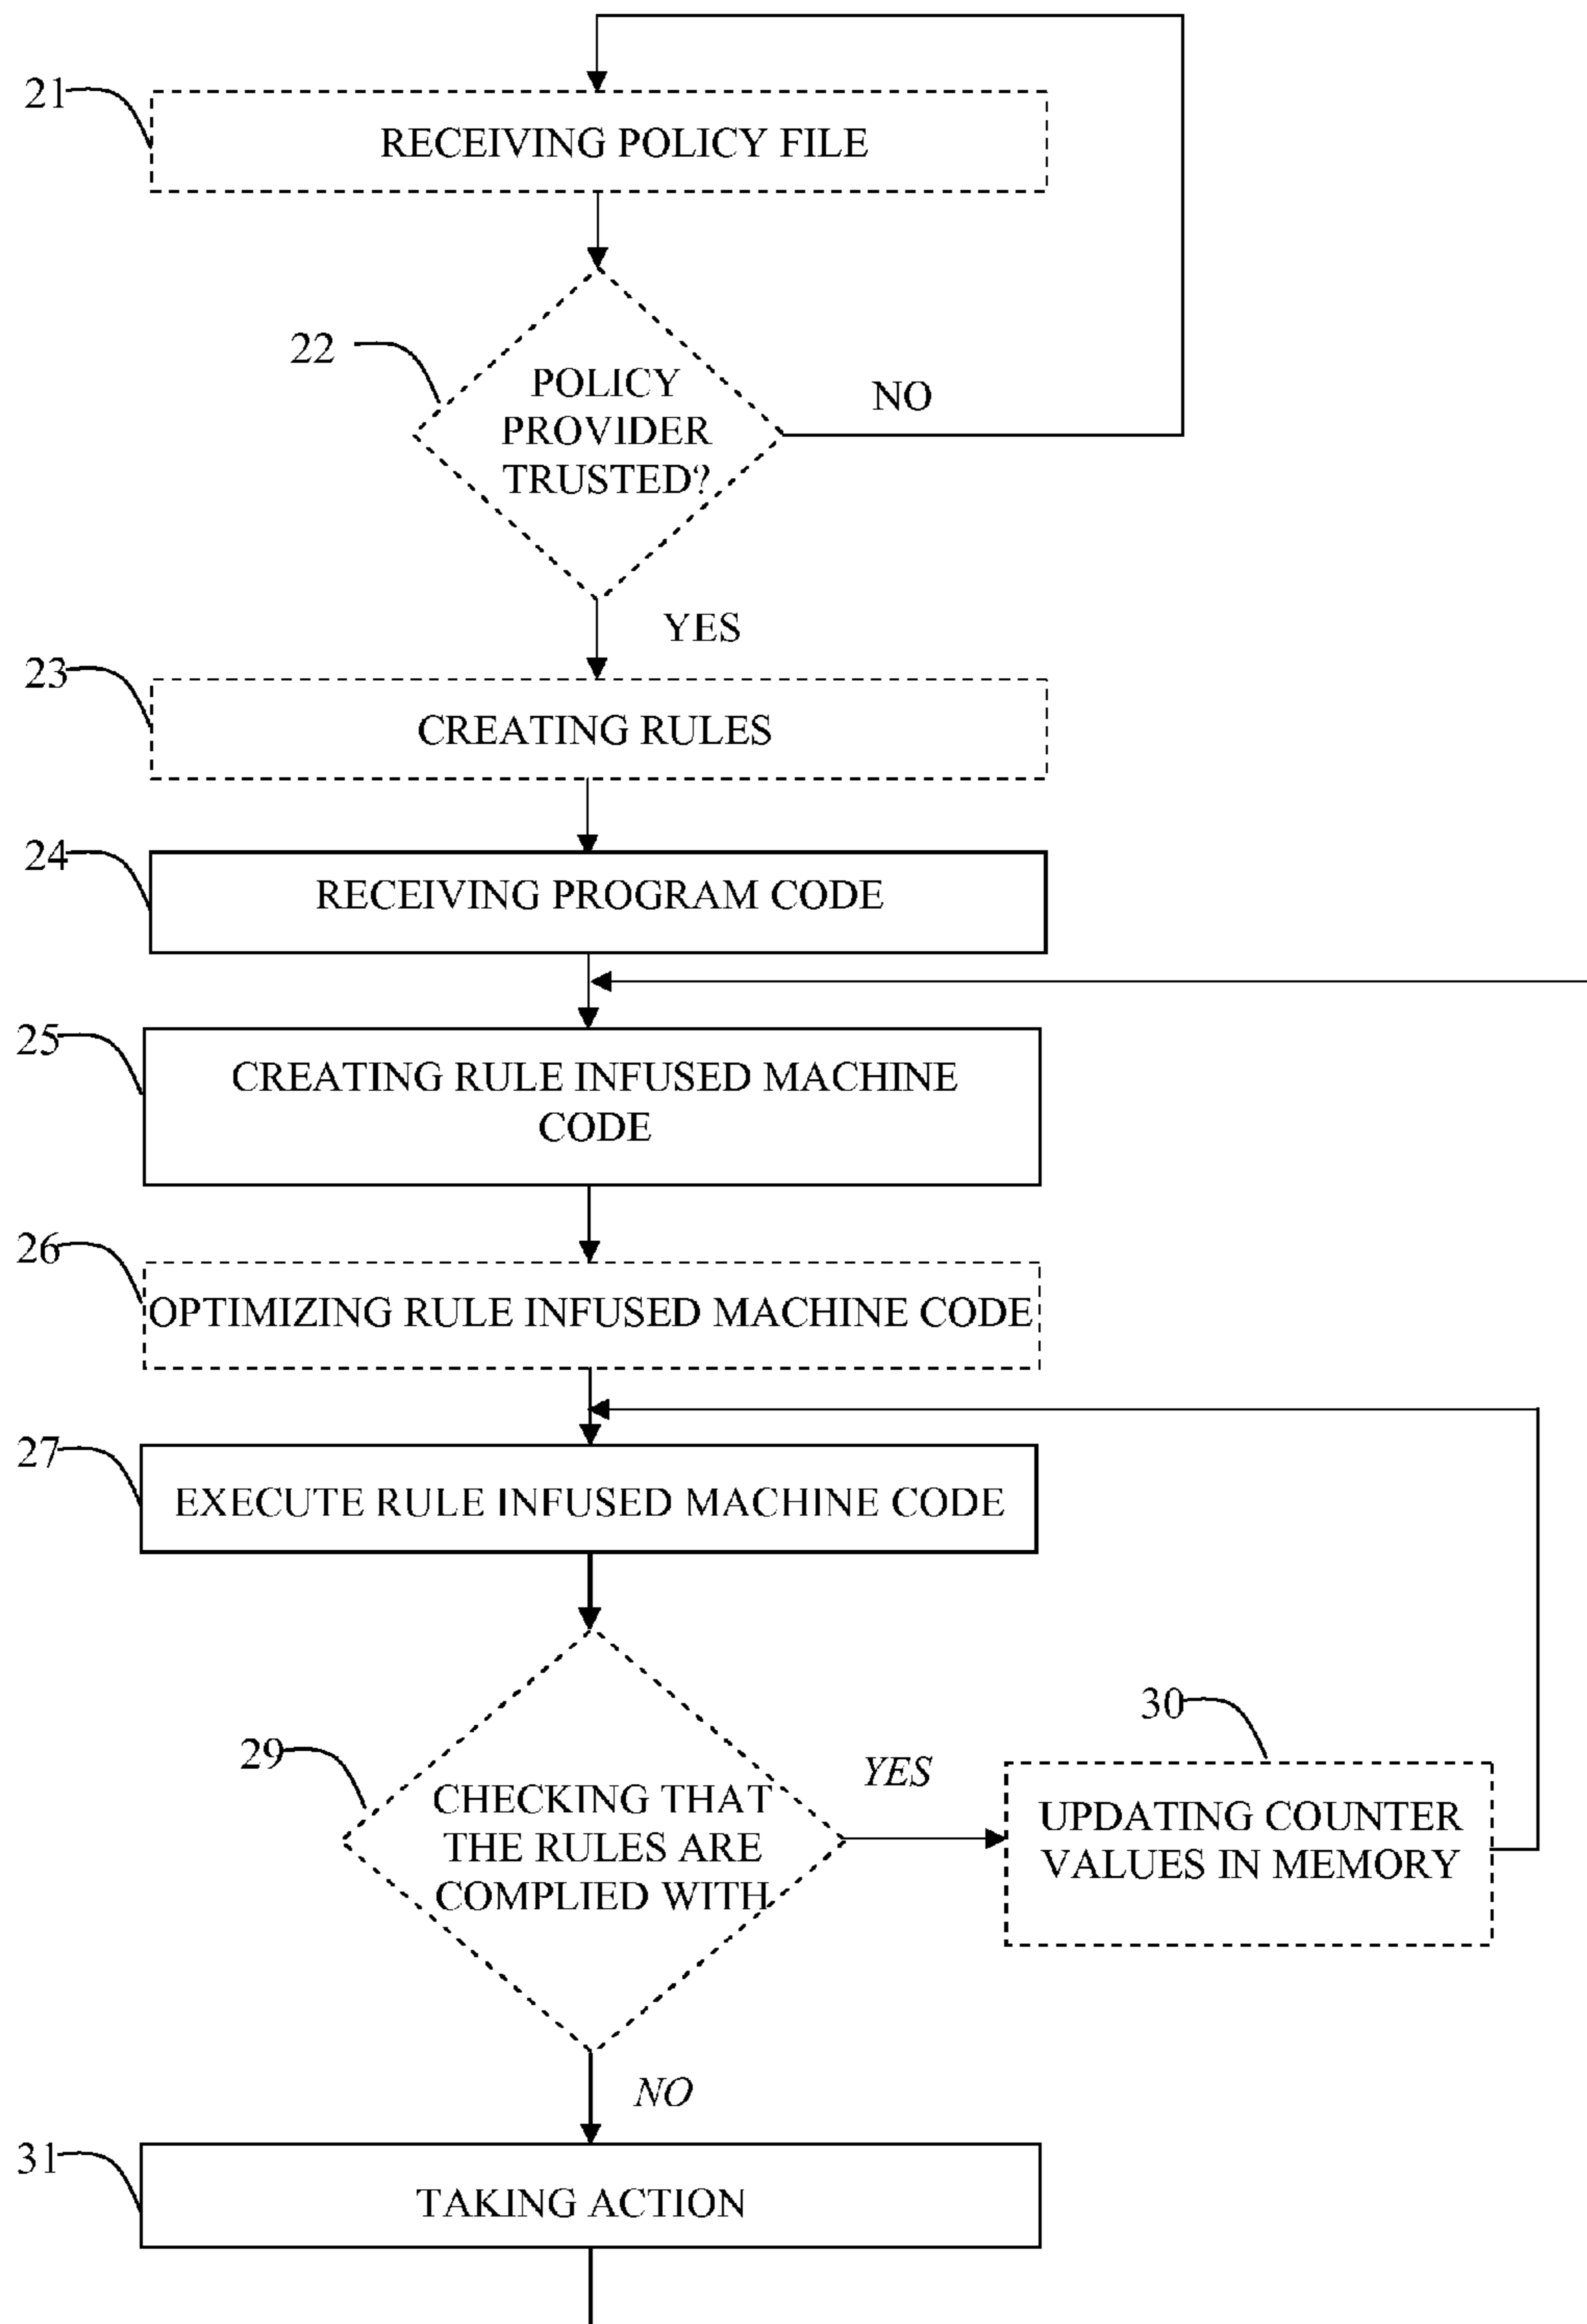 21
RECEIVING POLICY FILE
22
POLICY
PROVIDER
TRUSTED?
NO
YES
23
CREATING RULES
24
RECEIVING PROGRAM CODE
25
CREATING RULE INFUSED MACHINE
CODE
26
OPTIMIZING RULE INFUSED MACHINE CODE
27
EXECUTE RULE INFUSED MACHINE CODE
29
CHECKING THAT
THE RULES ARE
COMPLIED WITH
YES
30
UPDATING COUNTER
VALUES IN MEMORY
NO
31
TAKING ACTION